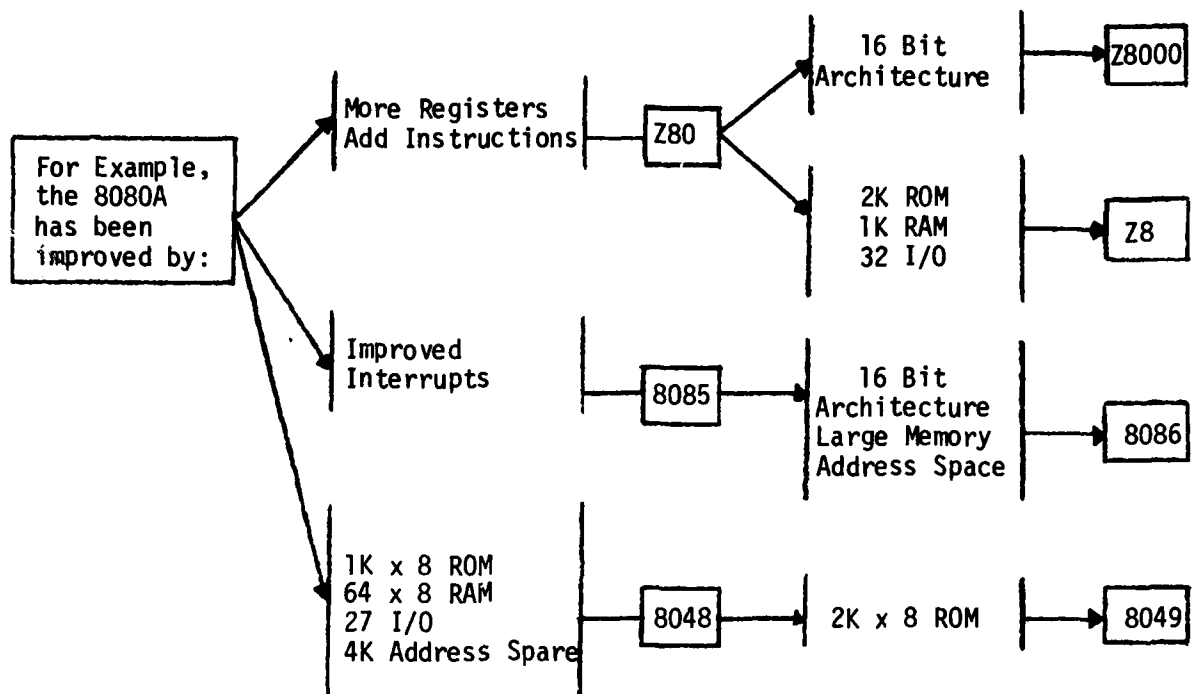 For Example,
the 8080A
has been
improved by:
More Registers
Add Instructions
Z80
16 Bit
Architecture
Z8000
2K ROM
1K RAM
32 I/O
Z8
Improved
Interrupts
8085
16 Bit
Architecture
Large Memory
Address Space
8086
1K x 8 ROM
64 x 8 RAM
27 I/O
4K Address Spare
8048
2K x 8 ROM
8049